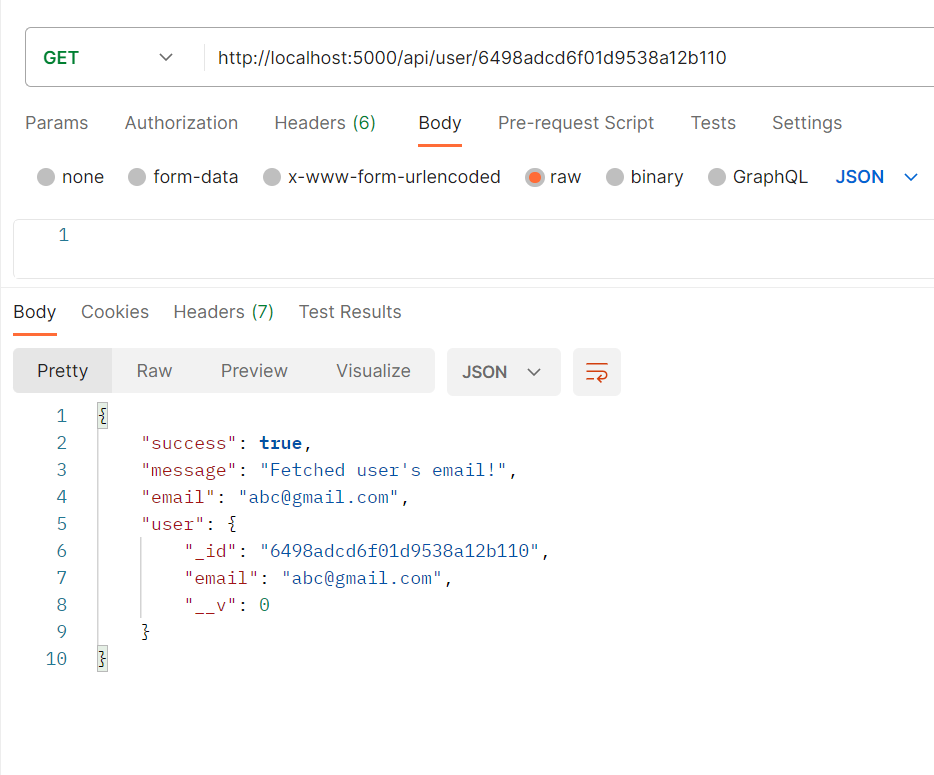 GET http://localhost:5000/api/user/6498adcd6f01d9538a12b110
Params Authorization Headers (6) Body Pre-request Script Tests Settings
none form-data x-www-form-urlencoded raw binary GraphQL JSON
1
Body Cookies Headers (7) Test Results
Pretty Raw Preview Visualize JSON
1 {
2 "success": true,
3 "message": "Fetched user's email!",
4 "email": "abc@gmail.com",
5 "user": {
6 "_id": "6498adcd6f01d9538a12b110",
7 "email": "abc@gmail.com",
8 "__v": 0
9 }
10 }